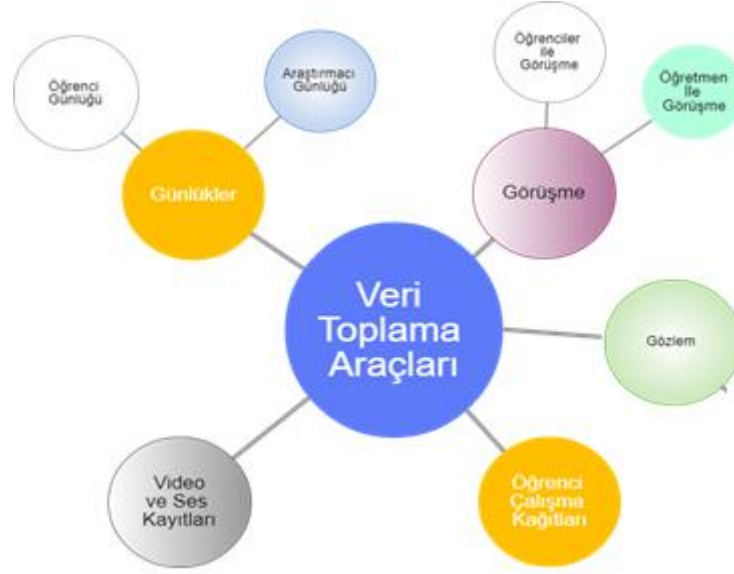 Öğrenciler
ile
Görüşme
Öğrenci
Günlüğü
Araştırmacı
Günlüğü
Öğretmen
İle
Görüşme
Günlükler
Görüşme
Veri
Toplama
Araçları
Gözlem
Video
ve Ses
Kayıtları
Öğrenci
Çalışma
Kağıtları